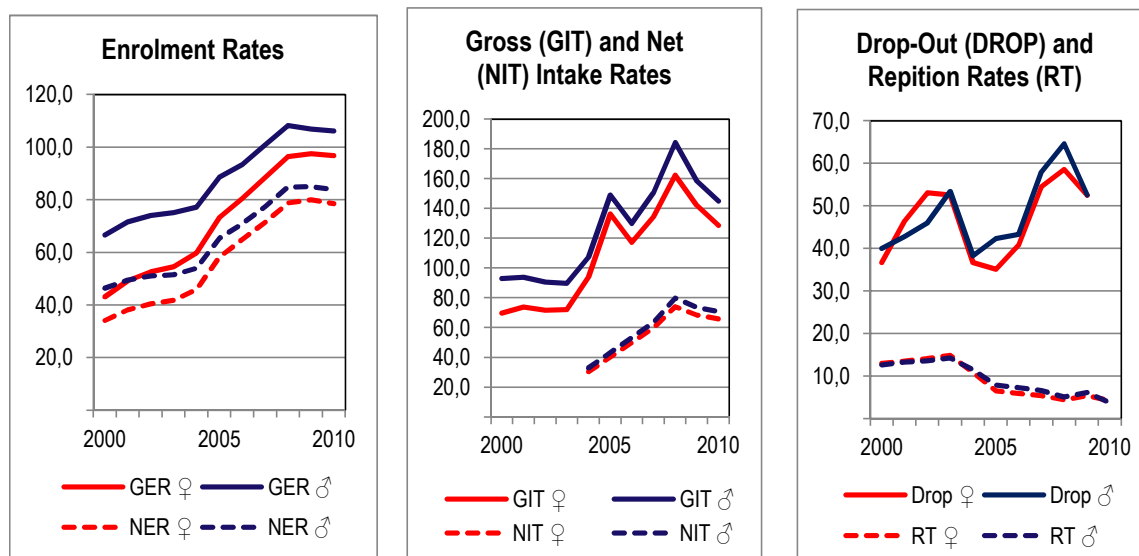 Enrolment Rates
120,0
100,0
80,0
60,0
40,0
20,0
2000 2005 2010
GER ♀ GER ♂
NER ♀ NER ♂
Gross (GIT) and Net
(NIT) Intake Rates
200,0
180,0
160,0
140,0
120,0
100,0
80,0
60,0
40,0
20,0
2000 2005 2010
GIT ♀ GIT ♂
NIT ♀ NIT ♂
Drop-Out (DROP) and
Repition Rates (RT)
70,0
60,0
50,0
40,0
30,0
20,0
10,0
2000 2005 2010
Drop ♀ Drop ♂
RT ♀ RT ♂